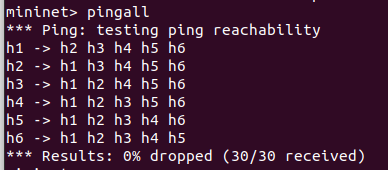 mininet> pingall
*** Ping: testing ping reachability
h1 -> h2 h3 h4 h5 h6
h2 -> h1 h3 h4 h5 h6
h3 -> h1 h2 h4 h5 h6
h4 -> h1 h2 h3 h5 h6
h5 -> h1 h2 h3 h4 h6
h6 -> h1 h2 h3 h4 h5
*** Results: 0% dropped (30/30 received)